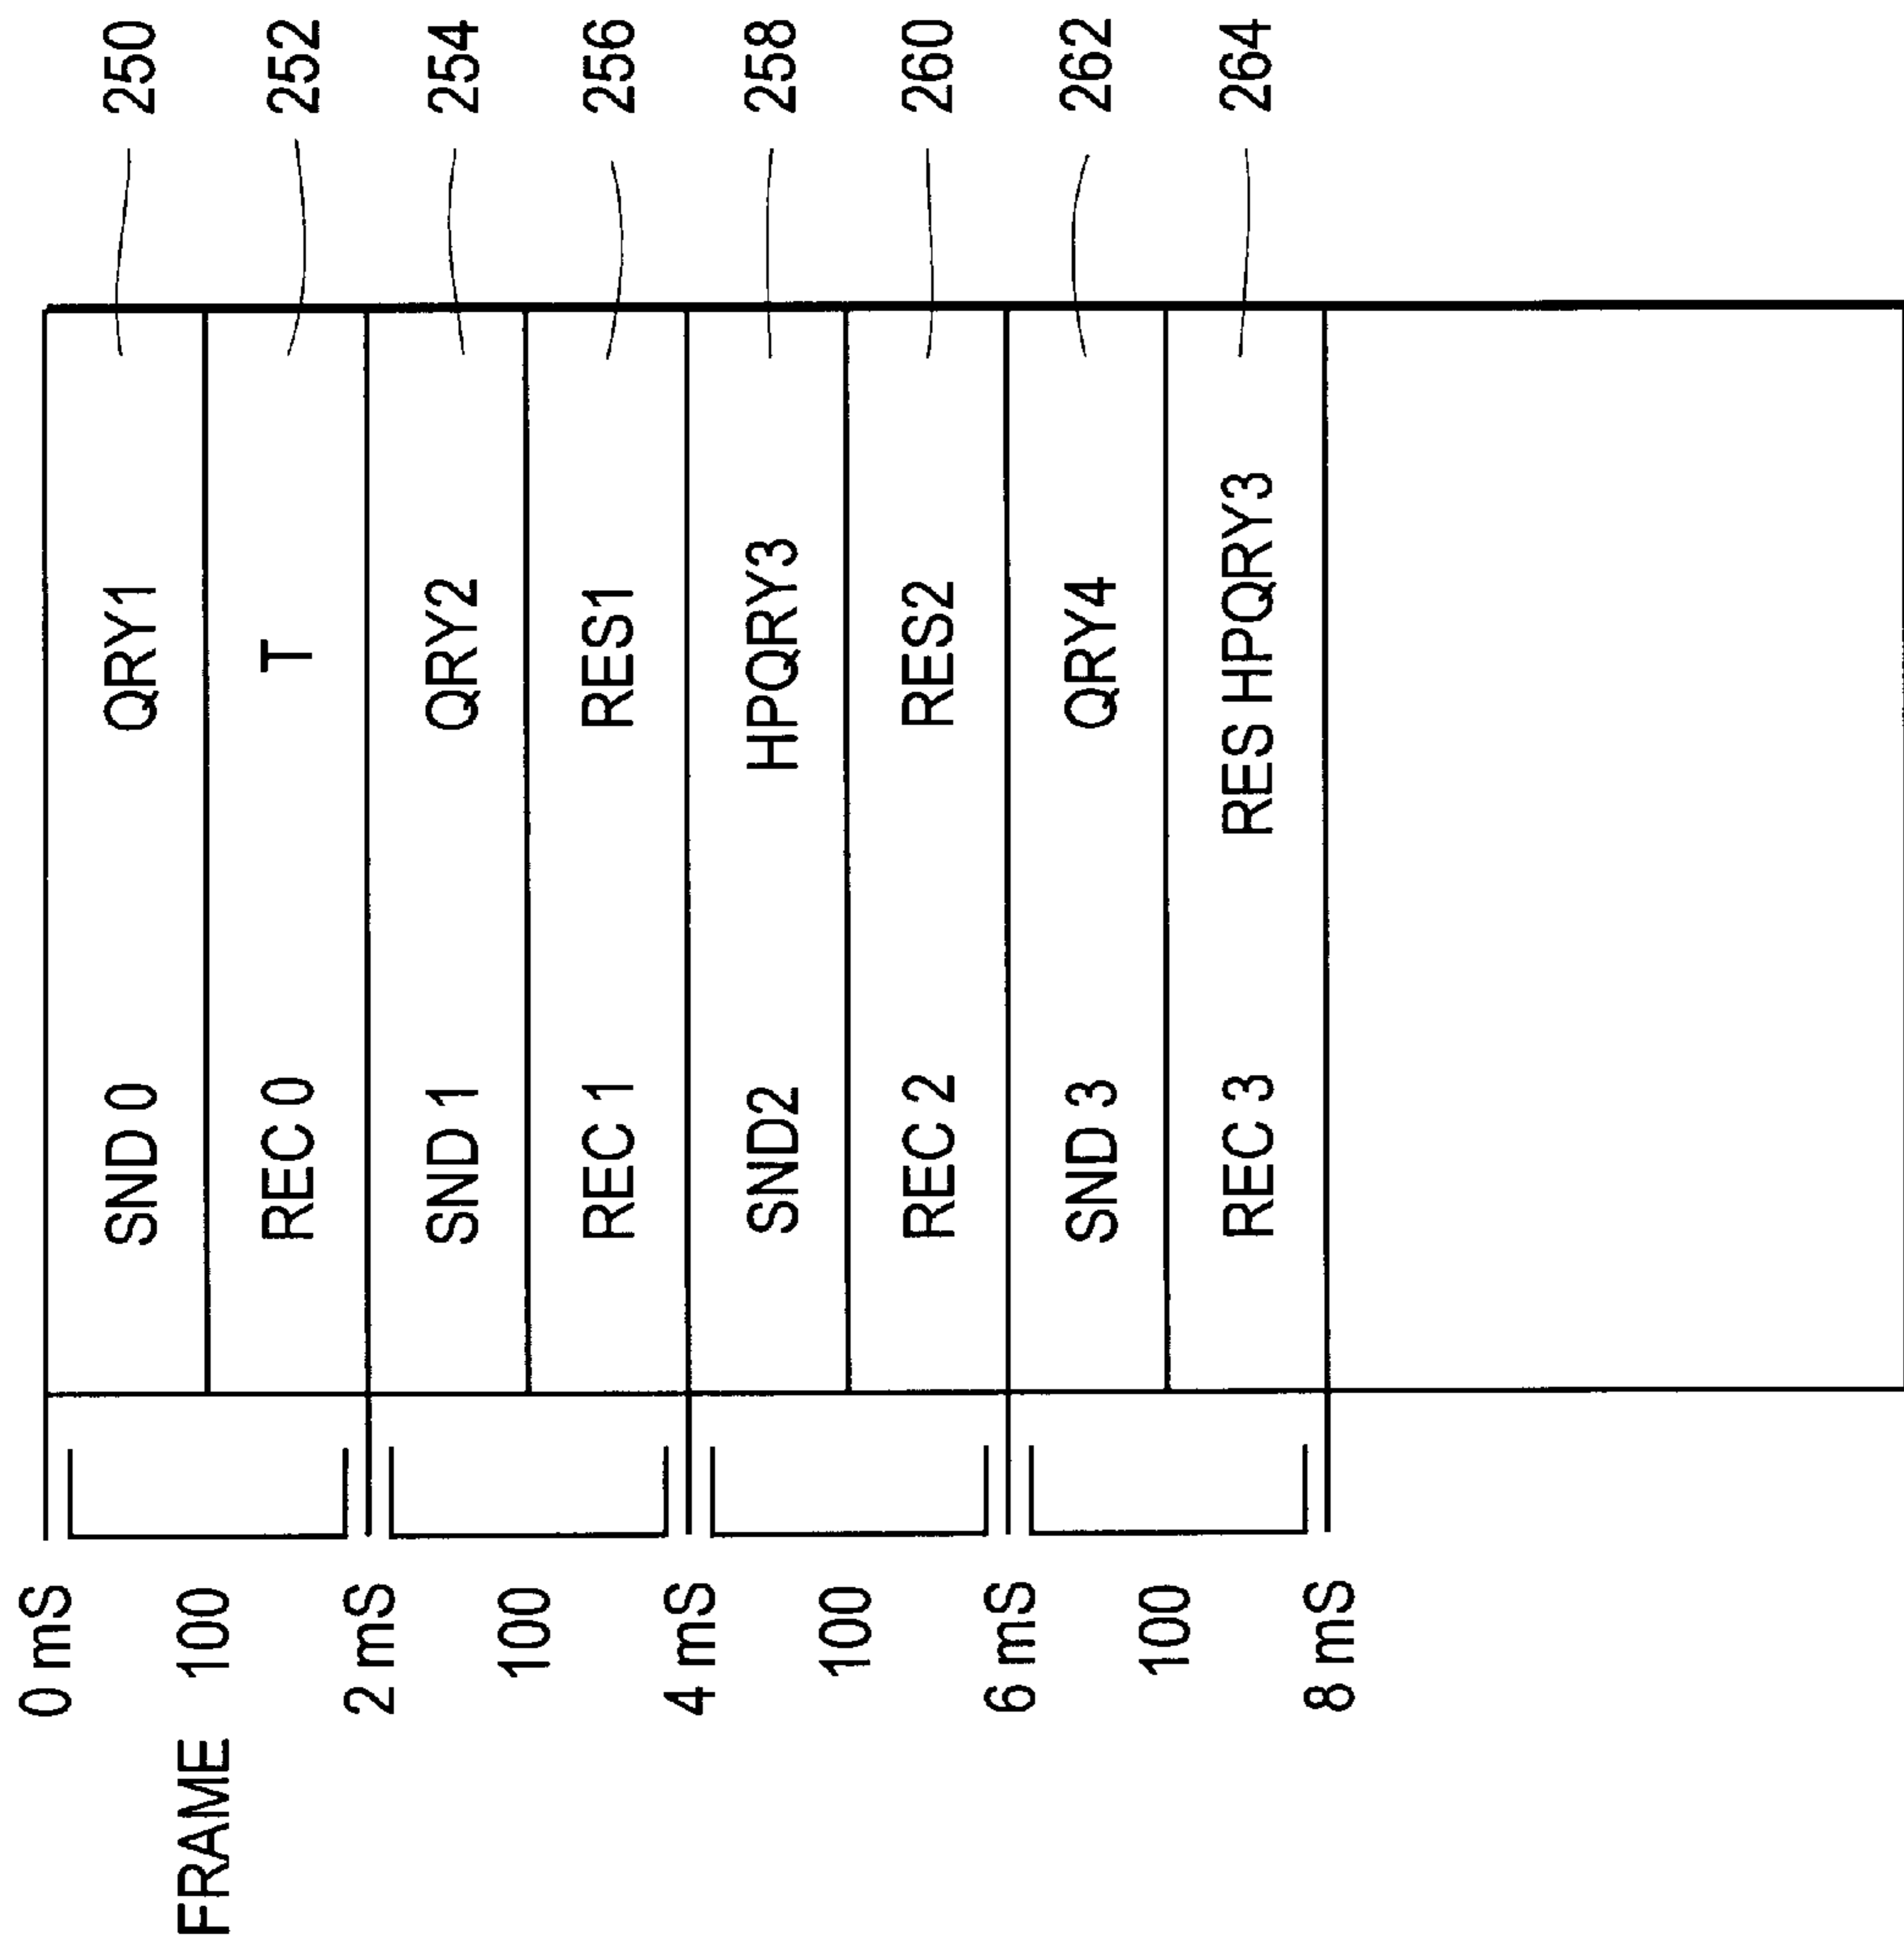 0 mS
SND 0 QRY1 250
FRAME 100
REC 0 T 252
2 mS
SND 1 QRY2 254
100
REC 1 RES1 256
4 mS
SND2 HPQRY3 258
100
REC 2 RES2 260
6 mS
SND 3 QRY4 262
100
REC 3 RES HPQRY3 264
8 mS